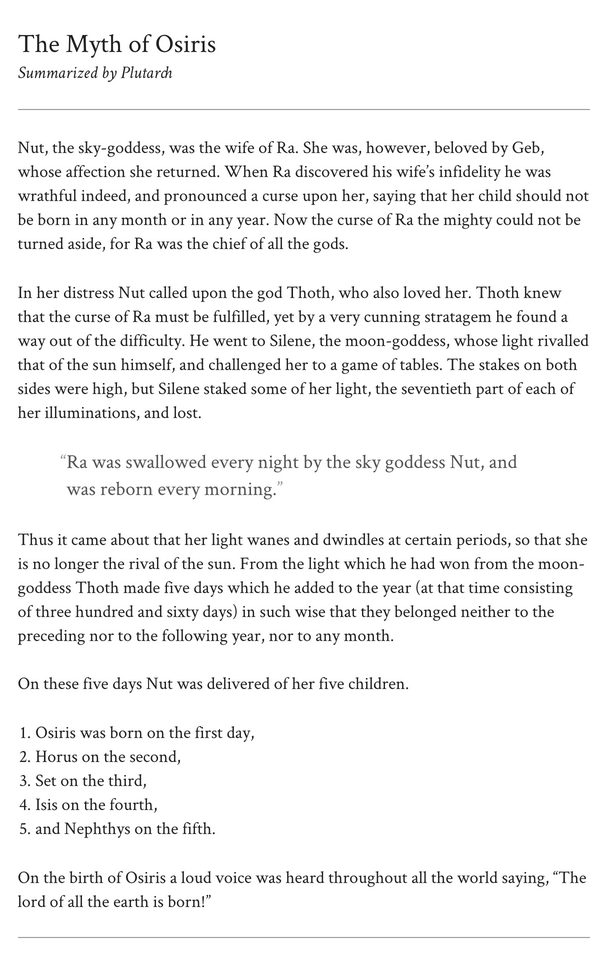 The Myth of Osiris
Summarized by Plutarch
Nut, the sky-goddess, was the wife of Ra. She was, however, beloved by Geb,
whose affection she returned. When Ra discovered his wife’s infidelity he was
wrathful indeed, and pronounced a curse upon her, saying that her child should not
be born in any month or in any year. Now the curse of Ra the mighty could not be
turned aside, for Ra was the chief of all the gods.
In her distress Nut called upon the god Thoth, who also loved her. Thoth knew
that the curse of Ra must be fulfilled, yet by a very cunning stratagem he found a
way out of the difficulty. He went to Silene, the moon-goddess, whose light rivalled
that of the sun himself, and challenged her to a game of tables. The stakes on both
sides were high, but Silene staked some of her light, the seventieth part of each of
her illuminations, and lost.
“Ra was swallowed every night by the sky goddess Nut, and
was reborn every morning.”
Thus it came about that her light wanes and dwindles at certain periods, so that she
is no longer the rival of the sun. From the light which he had won from the moon-
goddess Thoth made five days which he added to the year (at that time consisting
of three hundred and sixty days) in such wise that they belonged neither to the
preceding nor to the following year, nor to any month.
On these five days Nut was delivered of her five children.
1. Osiris was born on the first day,
2. Horus on the second,
3. Set on the third,
4. Isis on the fourth,
5. and Nephthys on the fifth.
On the birth of Osiris a loud voice was heard throughout all the world saying, “The
lord of all the earth is born!”